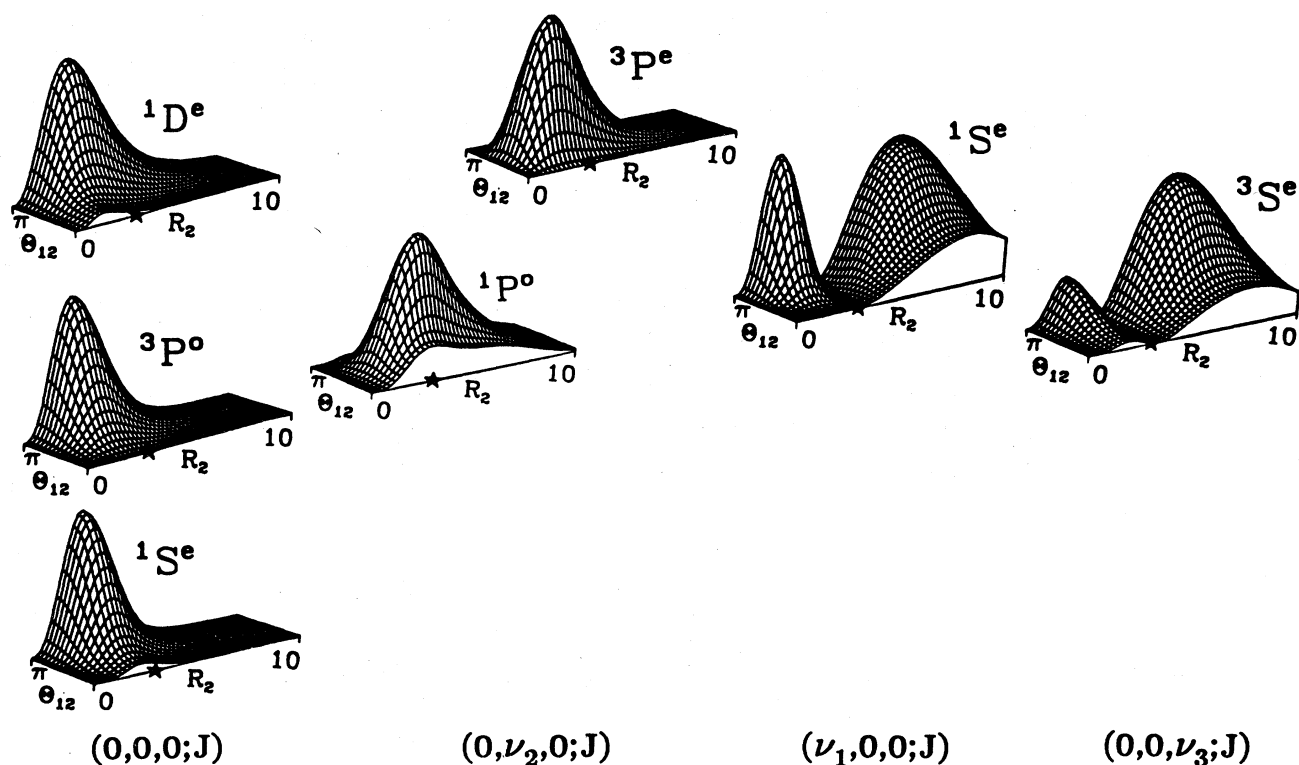 ¹Dᵉ
π
Θ₁₂
0
★
R₂
10
³Pᵒ
π
Θ₁₂
0
★
R₂
10
¹Sᵉ
π
Θ₁₂
0
★
R₂
10
(0,0,0;J)
³Pᵉ
π
Θ₁₂
0
★
R₂
10
¹Pᵒ
π
Θ₁₂
0
★
R₂
10
(0,ν₂,0;J)
¹Sᵉ
π
Θ₁₂
0
★
R₂
10
(ν₁,0,0;J)
³Sᵉ
π
Θ₁₂
0
★
R₂
10
(0,0,ν₃;J)